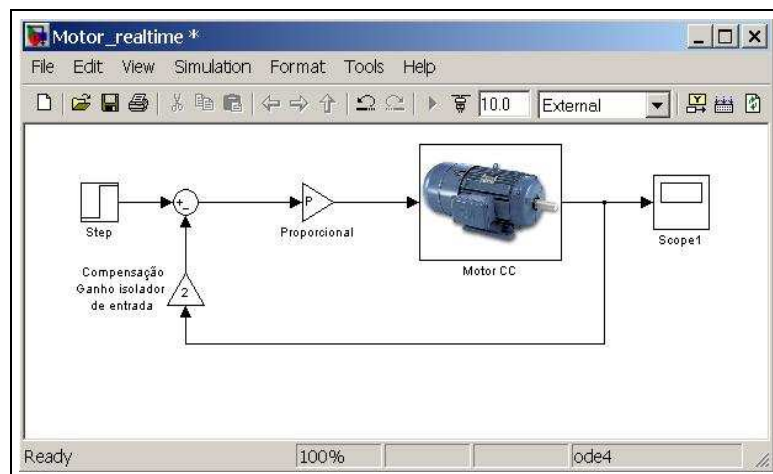 Motor_realtime *
File Edit View Simulation Format Tools Help
10.0 External
+
-
P
Step
Proporcional
Motor CC
Scope1
Compensação
Ganho isolador
de entrada
2
Ready 100% ode4